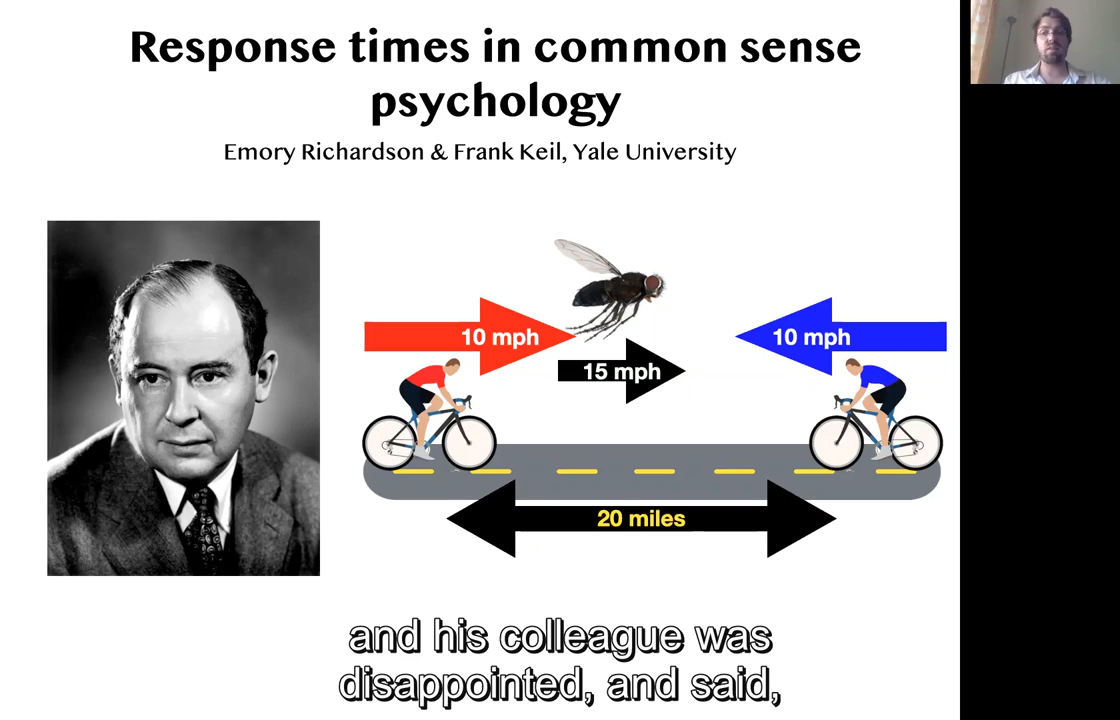 Response times in common sense
psychology
Emory Richardson & Frank Keil, Yale University
10 mph
10 mph
15 mph
20 miles
and his colleague was
disappointed, and said,